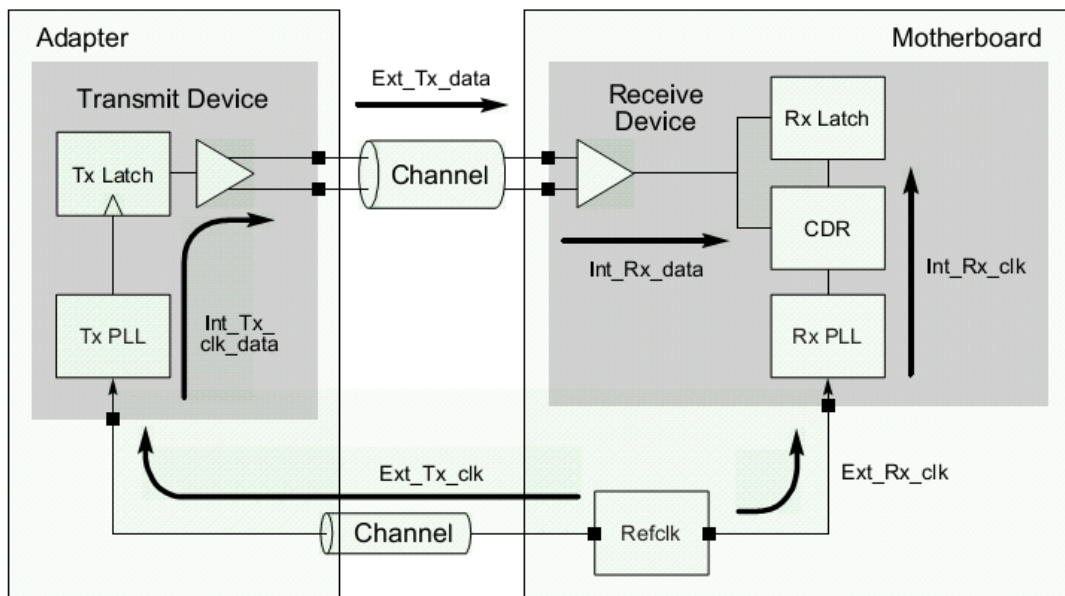 Adapter
Motherboard
Transmit Device
Ext_Tx_data
Receive
Device
Rx Latch
Tx Latch
Channel
CDR
Int_Rx_data
Int_Rx_clk
Tx PLL
Int_Tx_
clk_data
Rx PLL
Ext_Tx_clk
Ext_Rx_clk
Channel
Refclk